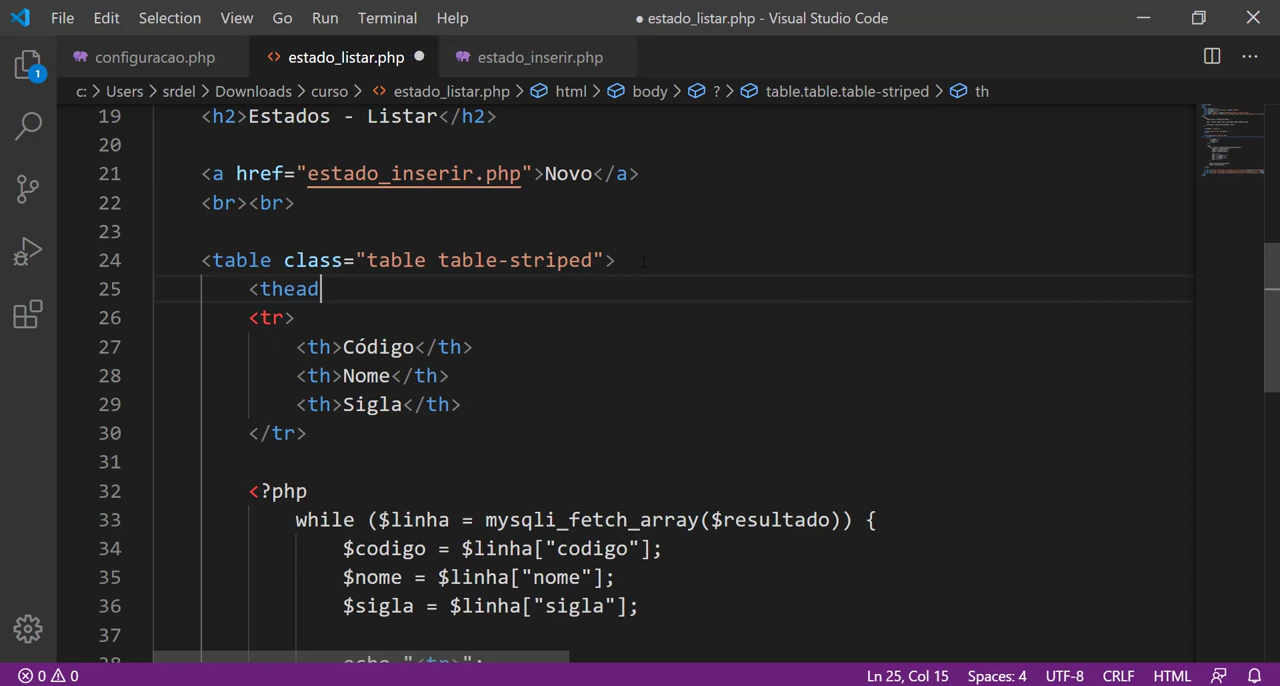 File Edit Selection View Go Run Terminal Help ● estado_listar.php - Visual Studio Code
configuracao.php estado_listar.php ● estado_inserir.php ···
c: > Users > srdel > Downloads > curso > estado_listar.php > html > body > ? > table.table.table-striped > th
1
19 <h2>Estados - Listar</h2>
20
21 <a href="estado_inserir.php">Novo</a>
22 <br><br>
23
24 <table class="table table-striped">
25 <thead
26 <tr>
27 <th>Código</th>
28 <th>Nome</th>
29 <th>Sigla</th>
30 </tr>
31
32 <?php
33 while ($linha = mysqli_fetch_array($resultado)) {
34 $codigo = $linha["codigo"];
35 $nome = $linha["nome"];
36 $sigla = $linha["sigla"];
37
38 echo "<tr>";
0 0 Ln 25, Col 15 Spaces: 4 UTF-8 CRLF HTML